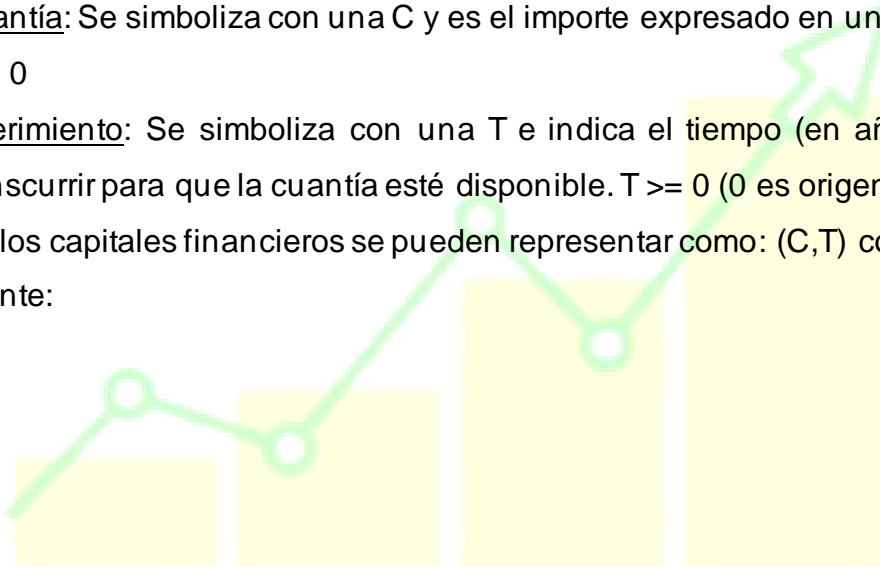 antía: Se simboliza con una C y es el importe expresado en un
0
erimiento: Se simboliza con una T e indica el tiempo (en añ
nscurrir para que la cuantía esté disponible. T >= 0 (0 es origen
los capitales financieros se pueden representar como: (C,T) co
nte: